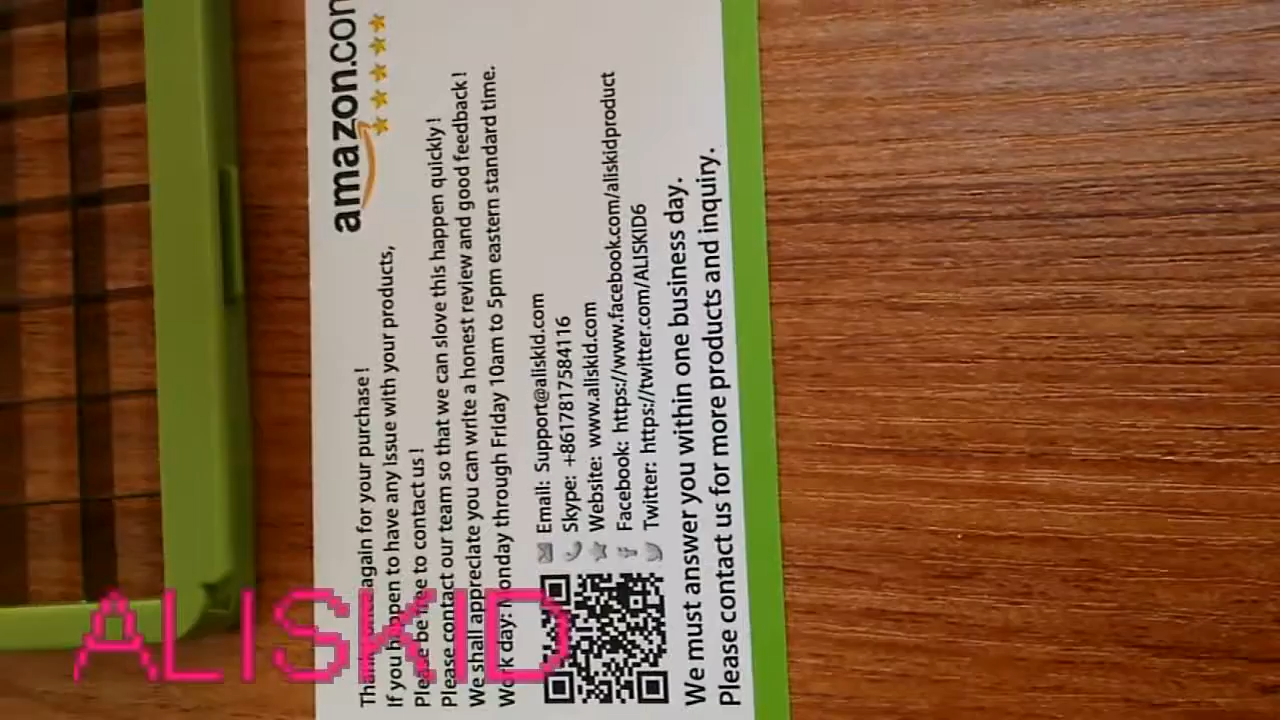 amazon.com
Thank once again for your purchase!
If you happen to have any issue with your products,
Please be free to contact us!
Please contact our team so that we can slove this happen quickly!
We shall appreciate you can write a honest review and good feedback!
Work day: Monday through Friday 10am to 5pm eastern standard time.
Email: Support@aliskid.com
Skype: +8617817584116
Website: www.aliskid.com
Facebook: https://www.facebook.com/aliskidproduct
Twitter: https://twitter.com/ALISKID6
We must answer you within one business day.
Please contact us for more products and inquiry.
ALISKID